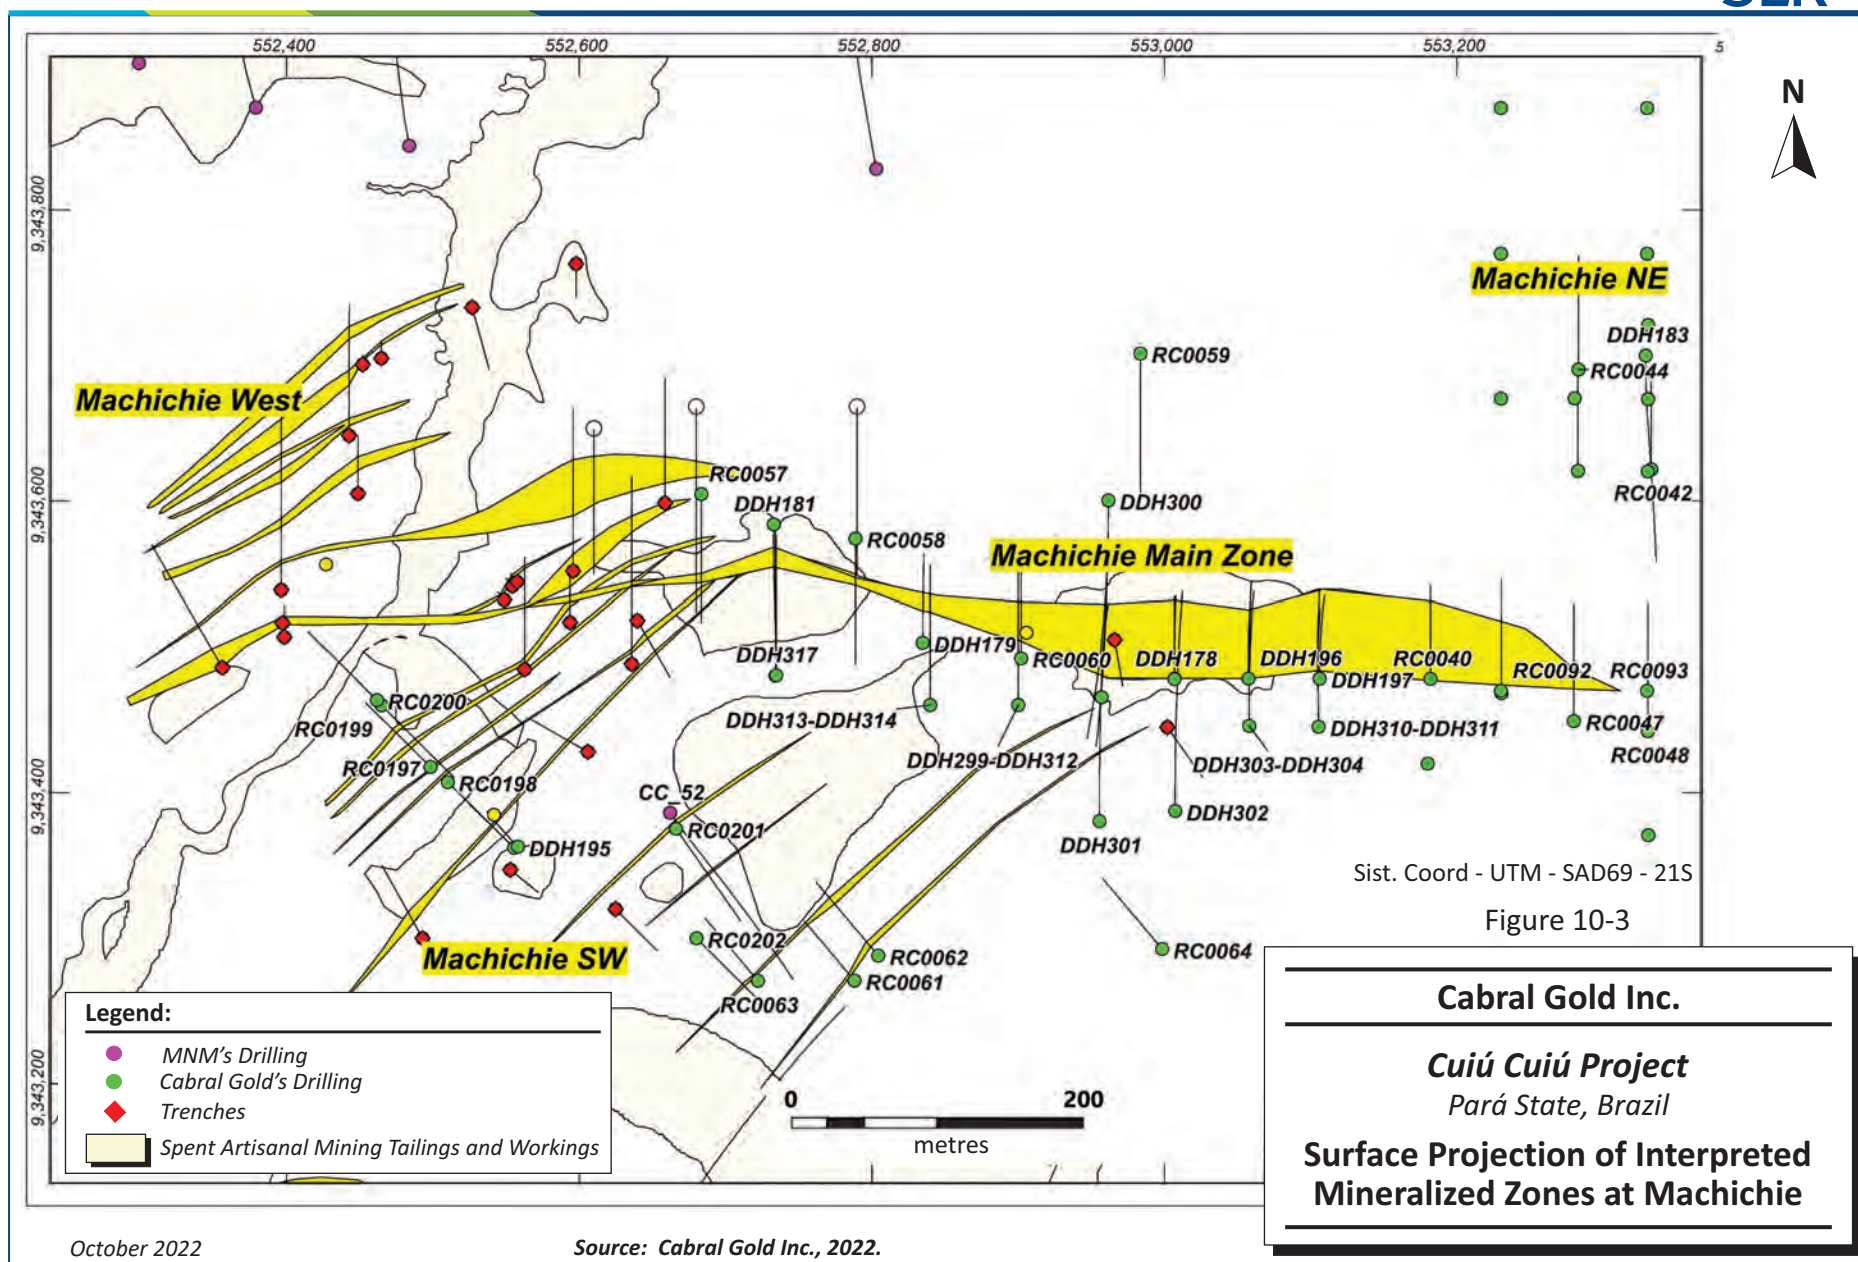 552,400
552,600
552,800
553,000
553,200
5
N
9,343,800
9,343,600
9,343,400
9,343,200
Machichie NE
DDH183
RC0059
RC0044
Machichie West
RC0057
DDH181
DDH300
RC0042
RC0058
Machichie Main Zone
DDH179
RC0060
DDH178
DDH196
RC0040
RC0092
RC0093
DDH317
DDH197
RC0200
DDH313-DDH314
DDH310-DDH311
RC0047
RC0199
DDH299-DDH312
DDH303-DDH304
RC0048
RC0197
RC0198
CC_52
RC0201
DDH302
DDH301
DDH195
Sist. Coord - UTM - SAD69 - 21S
Figure 10-3
RC0202
RC0062
RC0064
Machichie SW
RC0061
RC0063
Legend:
MNM's Drilling
Cabral Gold's Drilling
Trenches
Spent Artisanal Mining Tailings and Workings
0
200
metres
Cabral Gold Inc.
Cuiú Cuiú Project
Pará State, Brazil
Surface Projection of Interpreted
Mineralized Zones at Machichie
October 2022
Source: Cabral Gold Inc., 2022.